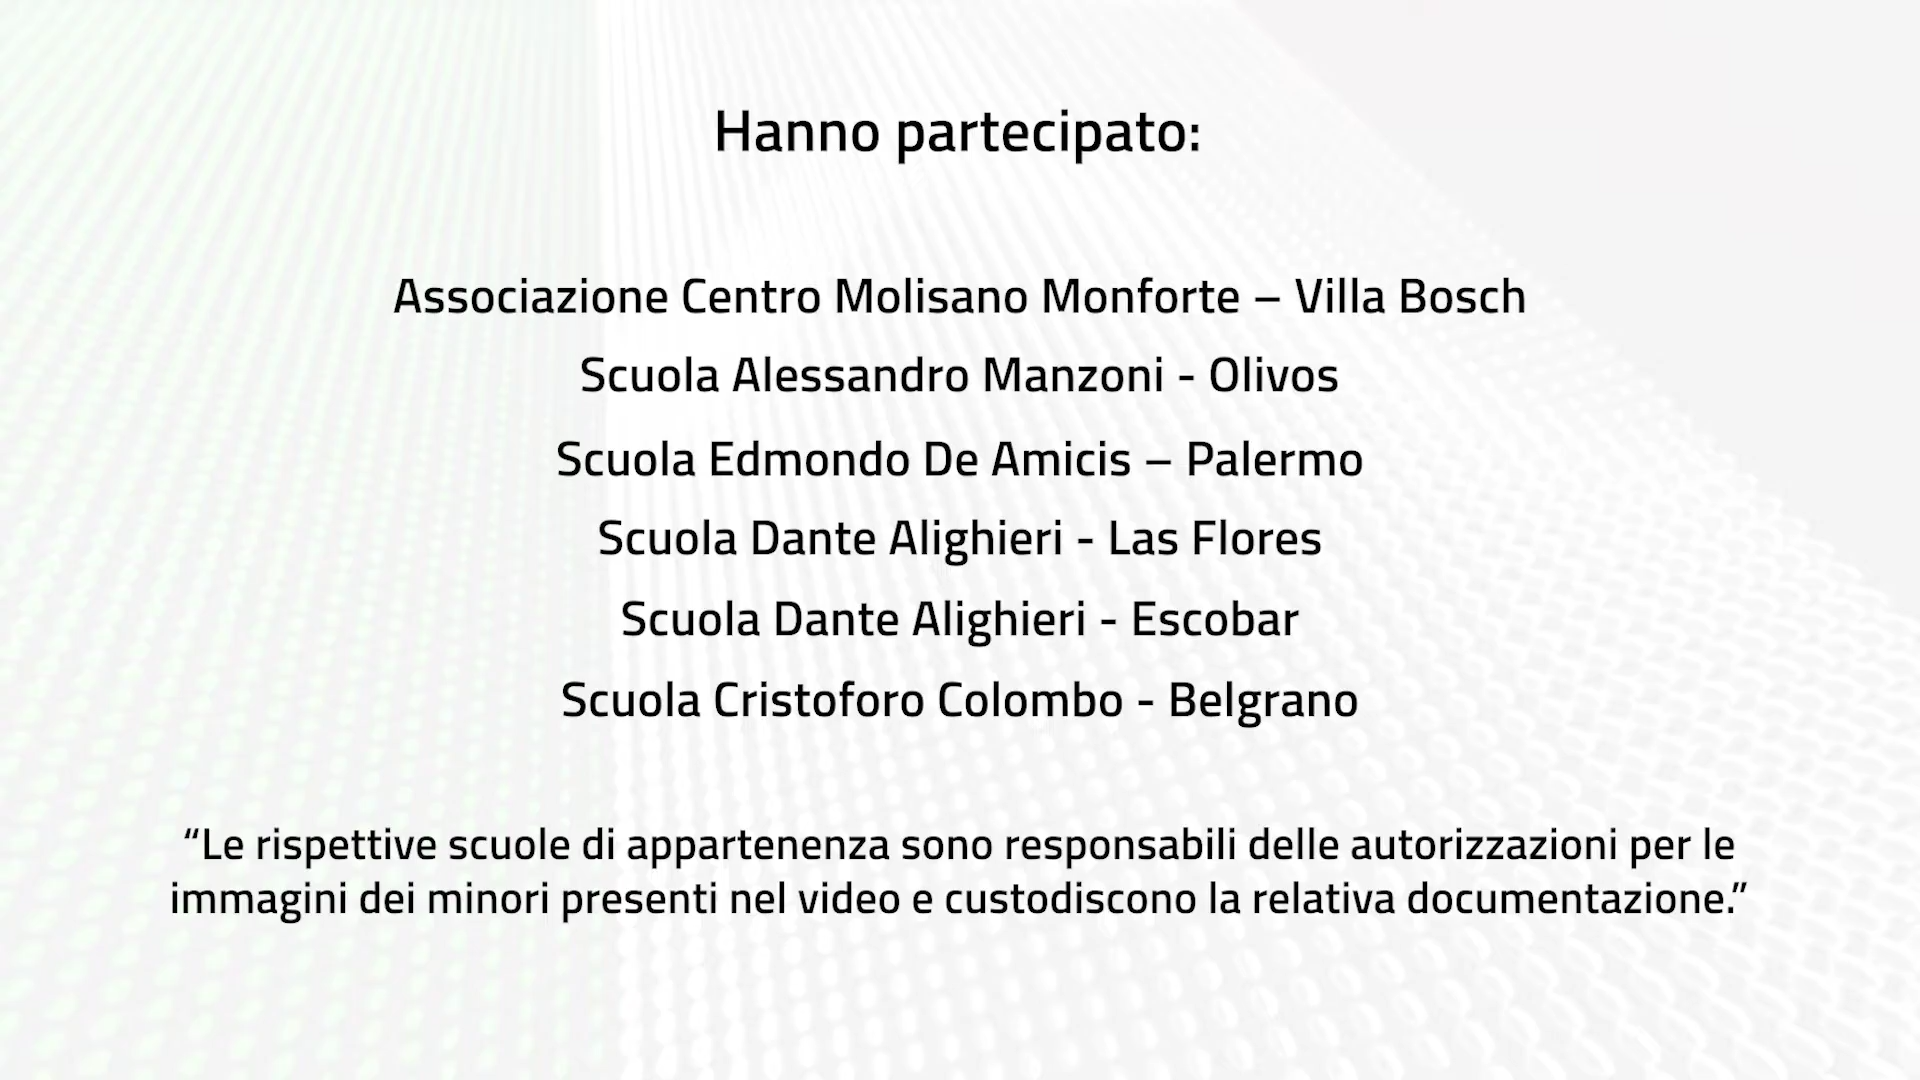 Hanno partecipato:
Associazione Centro Molisano Monforte – Villa Bosch
Scuola Alessandro Manzoni - Olivos
Scuola Edmondo De Amicis – Palermo
Scuola Dante Alighieri - Las Flores
Scuola Dante Alighieri - Escobar
Scuola Cristoforo Colombo - Belgrano
“Le rispettive scuole di appartenenza sono responsabili delle autorizzazioni per le
immagini dei minori presenti nel video e custodiscono la relativa documentazione.”